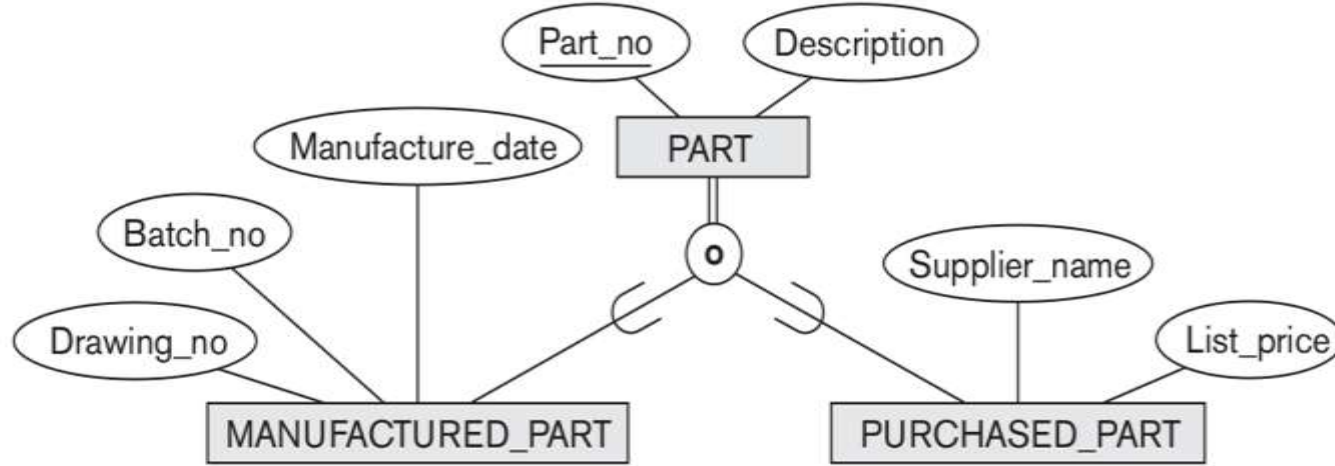 Part_no
Description
Manufacture_date
PART
Batch_no
o
Supplier_name
Drawing_no
List_price
MANUFACTURED_PART
PURCHASED_PART